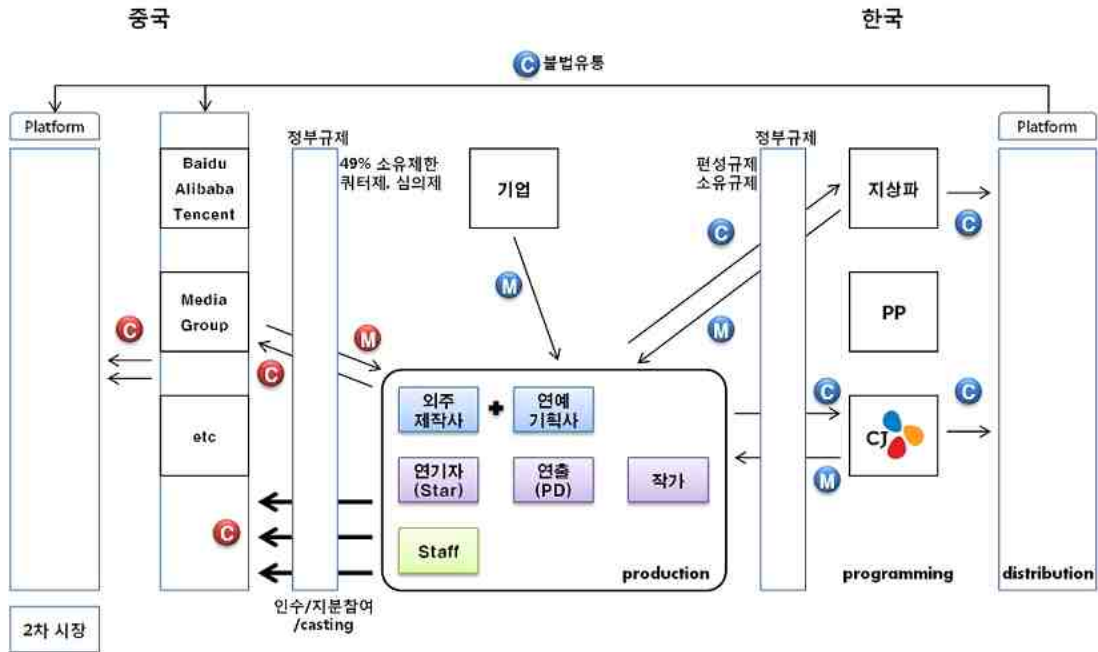 중국
한국
C 불법유통
Platform
정부규제
정부규제
Platform
Baidu
Alibaba
Tencent
49% 소유제한
쿼터제. 심의제
기업
편성규제
소유규제
지상파
C
C
M
Media
Group
PP
M
C
M
C
외주
제작사
+
연예
기획사
C
C
etc
CJ
연기자
(Star)
연출
(PD)
작가
M
C
Staff
production
programming
distribution
인수/지분참여
/casting
2차 시장